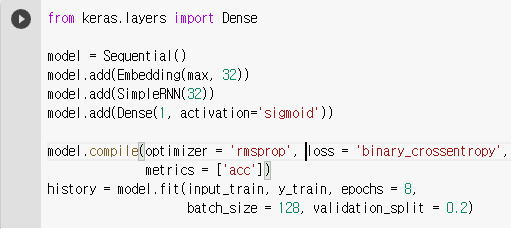 from keras.layers import Dense
model = Sequential()
model.add(Embedding(max, 32))
model.add(SimpleRNN(32))
model.add(Dense(1, activation='sigmoid'))
model.compile(optimizer = 'rmsprop', loss = 'binary_crossentropy',
metrics = ['acc'])
history = model.fit(input_train, y_train, epochs = 8,
batch_size = 128, validation_split = 0.2)